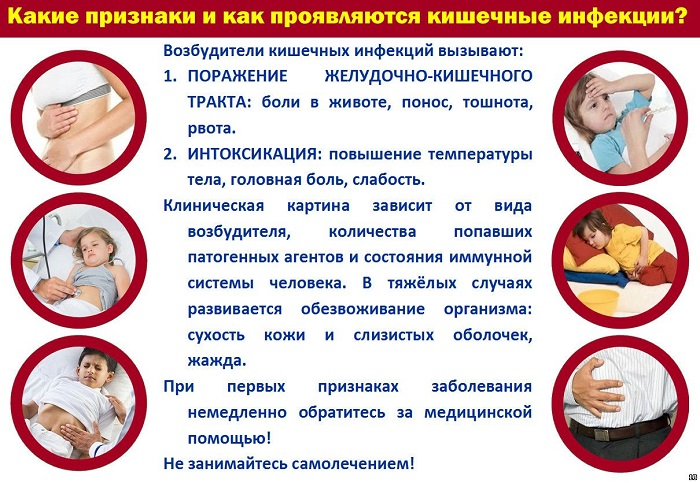 Какие признаки и как проявляются кишечные инфекции?
Возбудители кишечных инфекций вызывают:
1. ПОРАЖЕНИЕ ЖЕЛУДОЧНО-КИШЕЧНОГО
ТРАКТА: боли в животе, понос, тошнота,
рвота.
2. ИНТОКСИКАЦИЯ: повышение температуры
тела, головная боль, слабость.
Клиническая картина зависит от вида
возбудителя, количества попавших
патогенных агентов и состояния иммунной
системы человека. В тяжёлых случаях
развивается обезвоживание организма:
сухость кожи и слизистых оболочек,
жажда.
При первых признаках заболевания
немедленно обратитесь за медицинской
помощью!
Не занимайтесь самолечением!